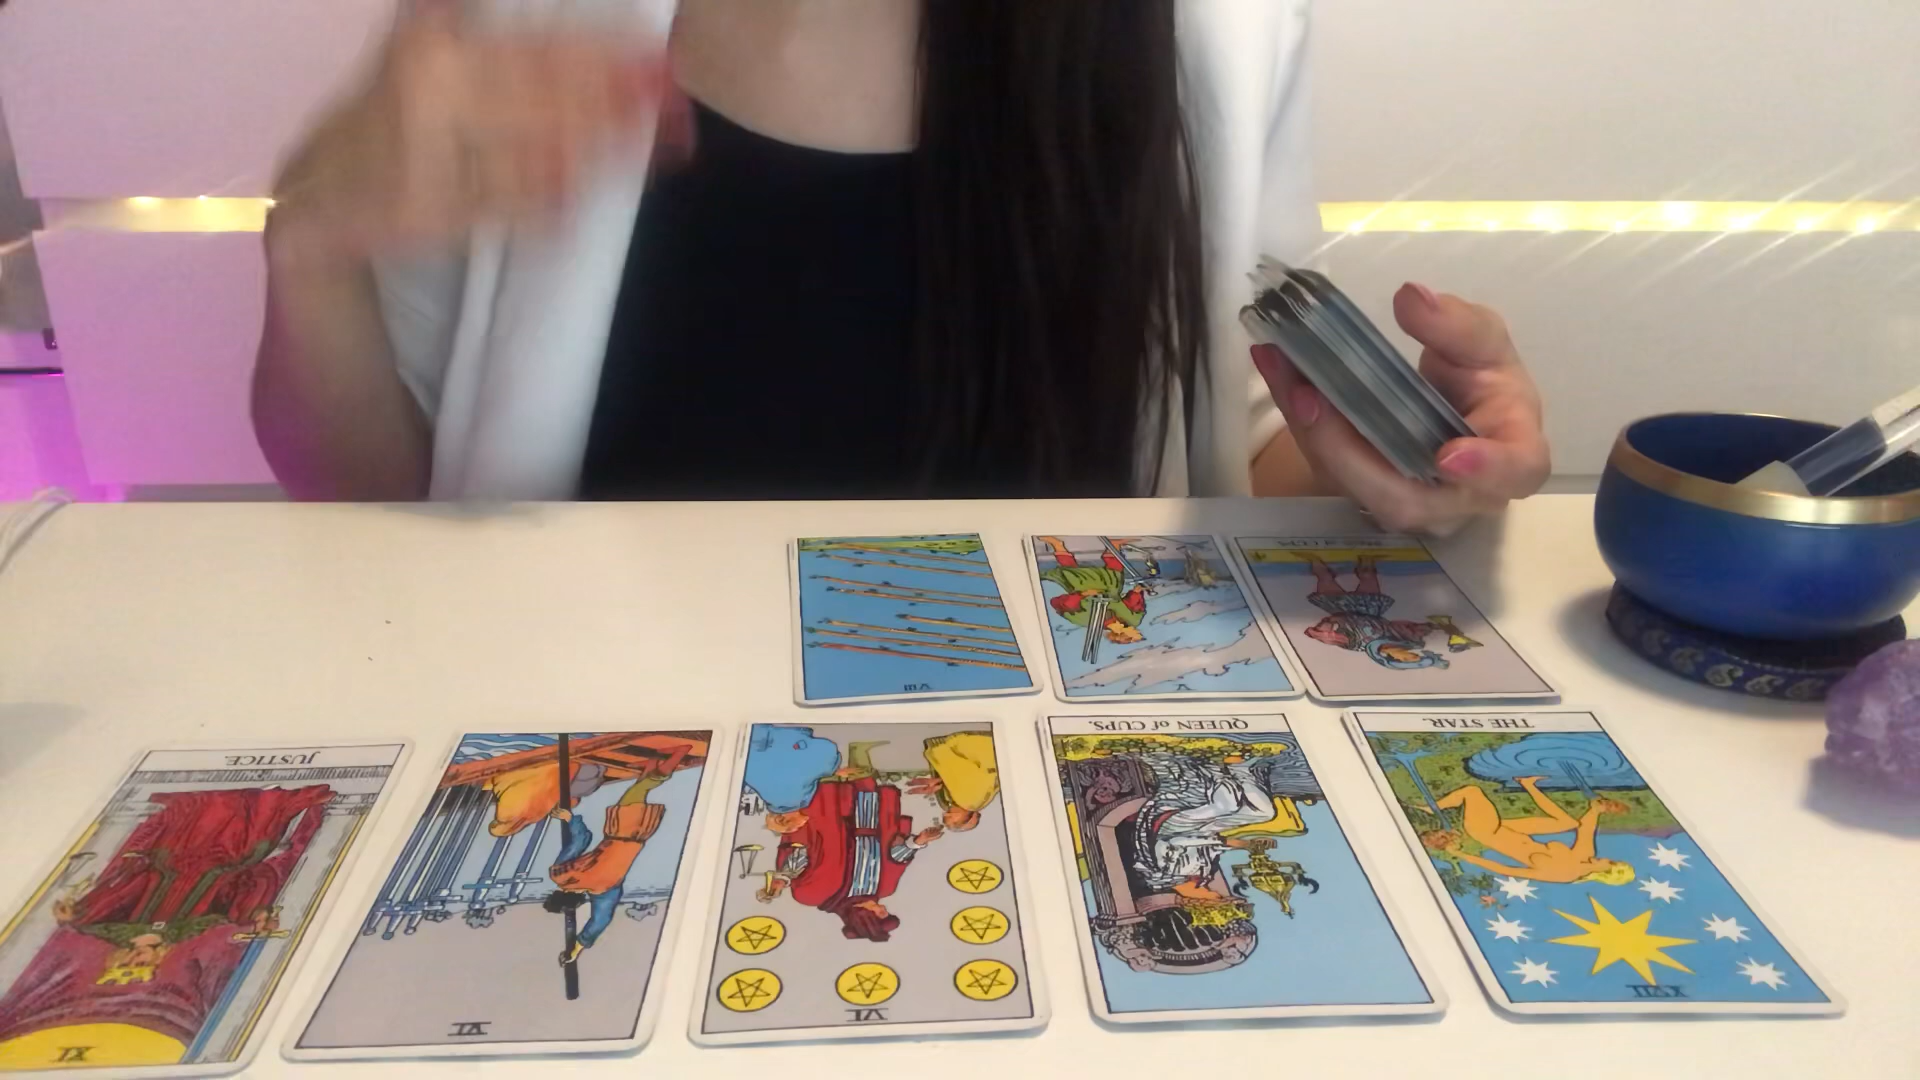 VIII
V
QUEEN of CUPS.
THE STAR.
JUSTICE.
XVII
VI
VI
XI